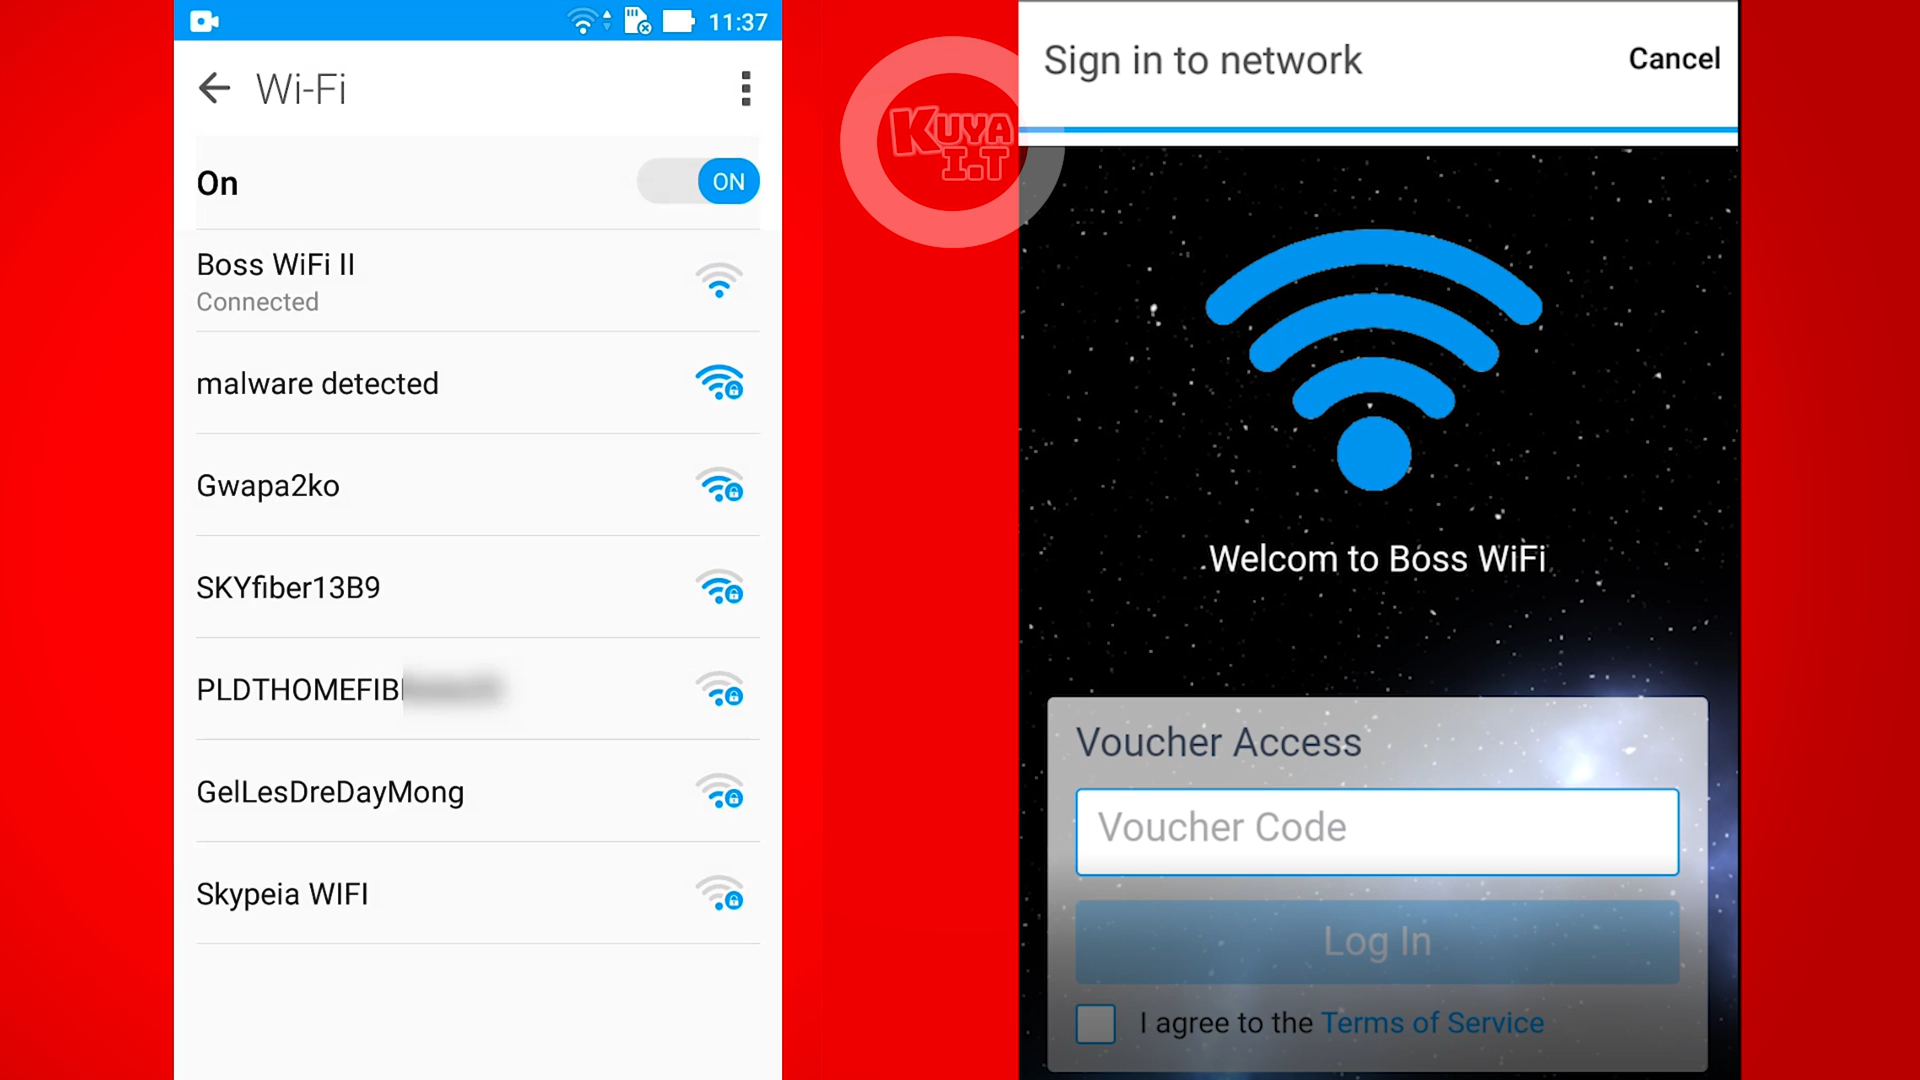 11:37
Wi-Fi
On
ON
Boss WiFi II
Connected
malware detected
Gwapa2ko
SKYfiber13B9
PLDTHOMEFIB
GelLesDreDayMong
Skypeia WIFI
KUYA
I.T
Sign in to network
Cancel
Welcom to Boss WiFi
Voucher Access
Voucher Code
Log In
I agree to the Terms of Service